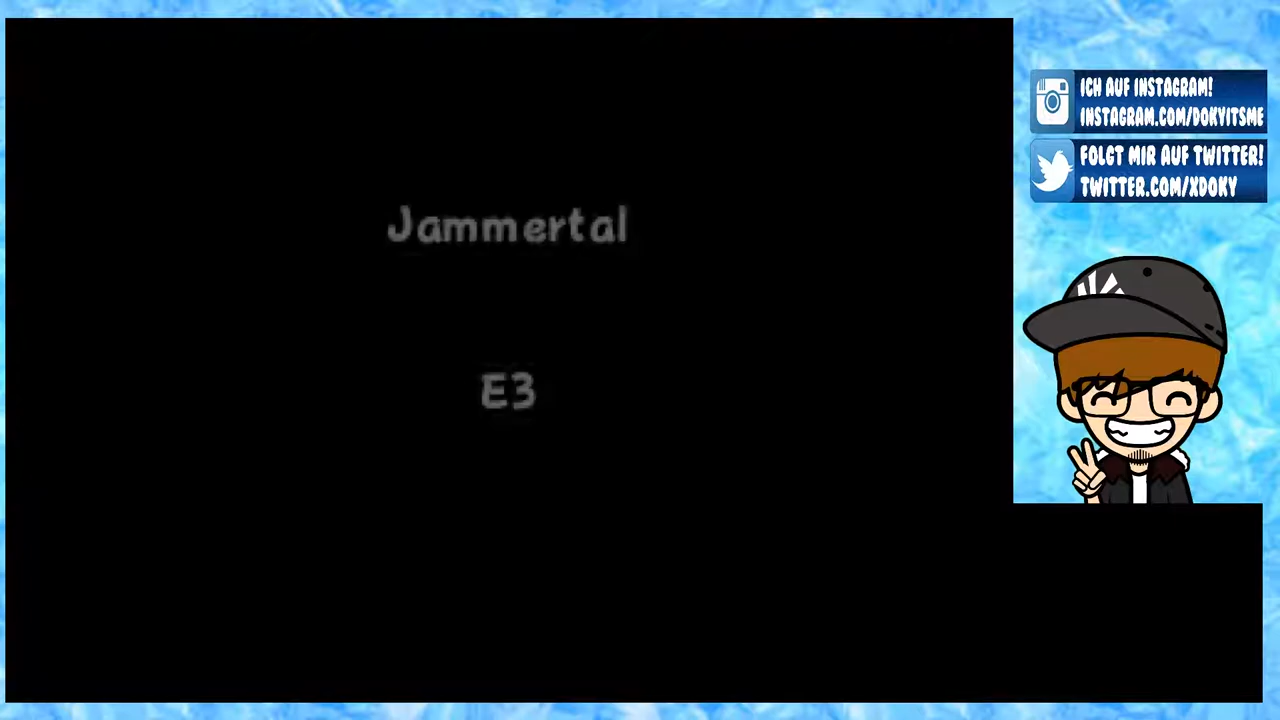 Jammertal
E3
ICH AUF INSTAGRAM!
INSTAGRAM.COM/DOKYITSME
FOLGT MIR AUF TWITTER!
TWITTER.COM/XDOKY